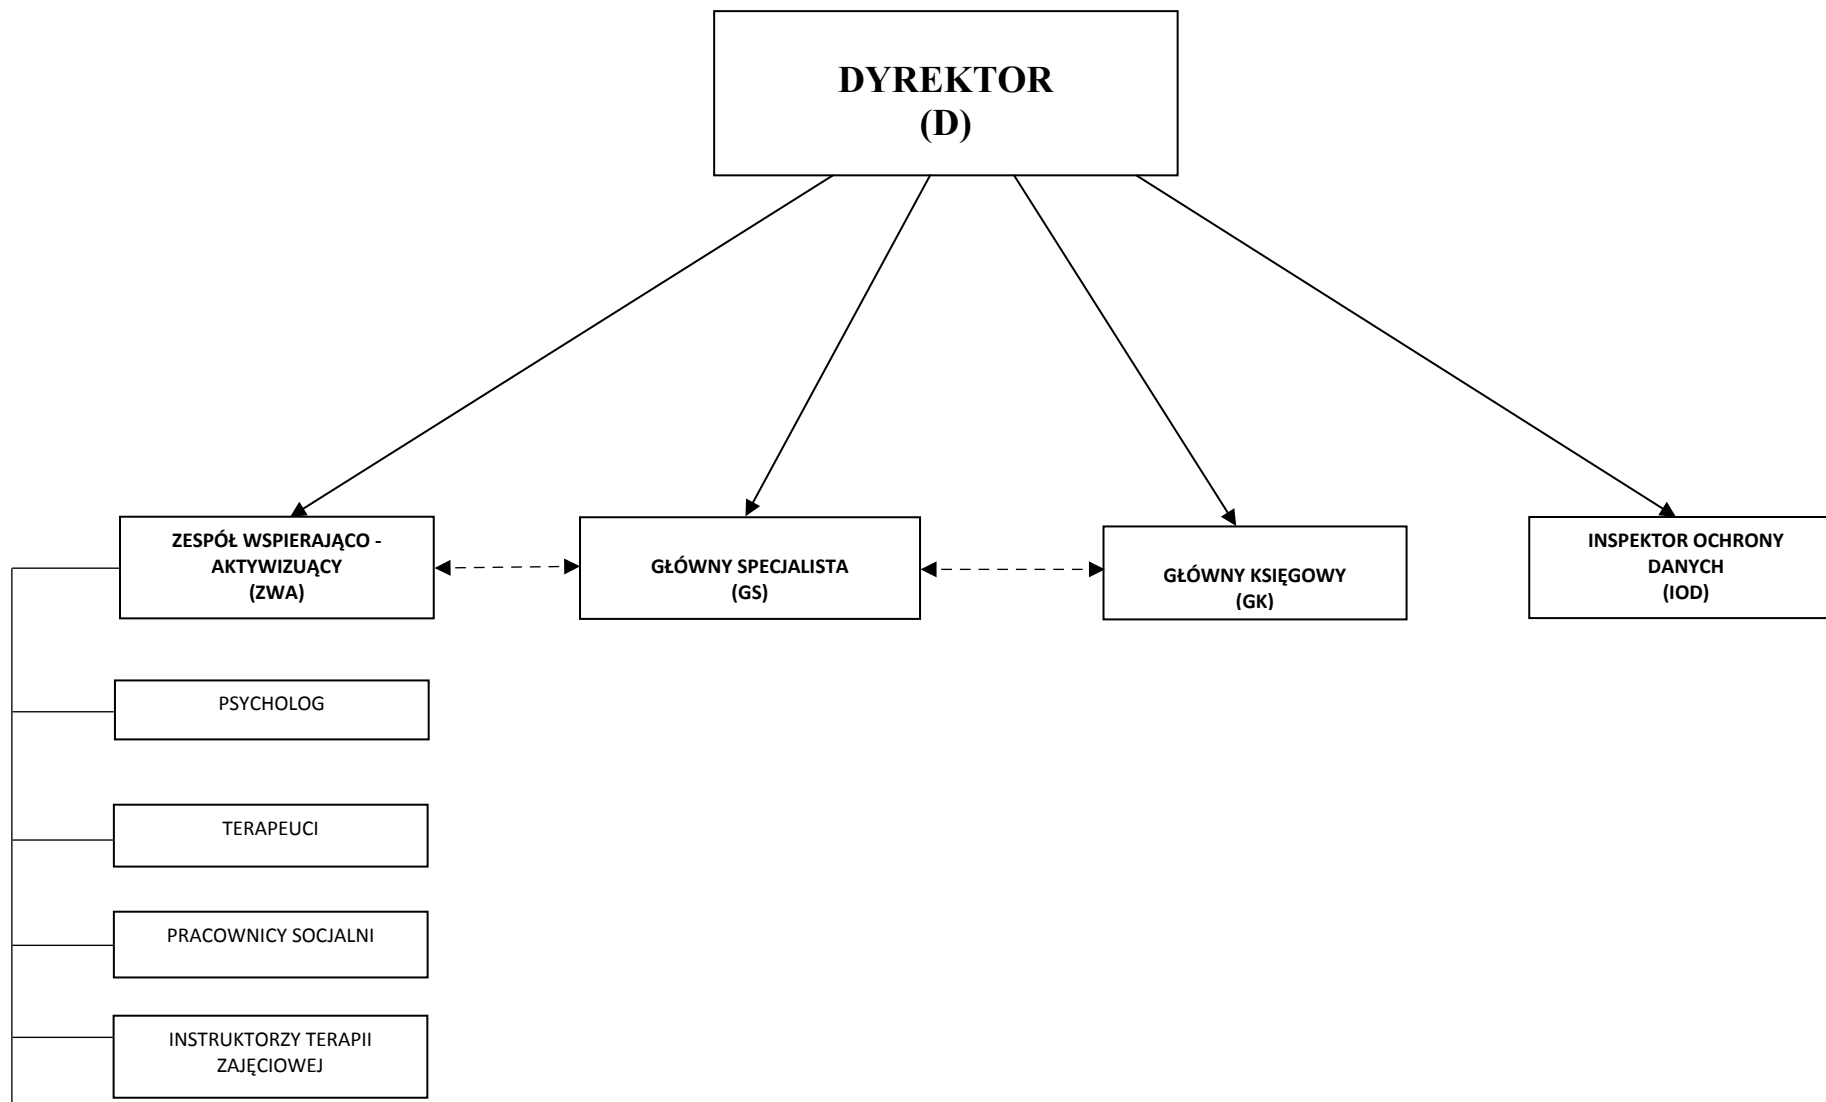 DYREKTOR
(D)
ZESPÓŁ WSPIERAJĄCO -
AKTYWIZUĄCY
(ZWA)
GŁÓWNY SPECJALISTA
(GS)
GŁÓWNY KSIĘGOWY
(GK)
INSPEKTOR OCHRONY
DANYCH
(IOD)
PSYCHOLOG
TERAPEUCI
PRACOWNICY SOCJALNI
INSTRUKTORZY TERAPII
ZAJĘCIOWEJ